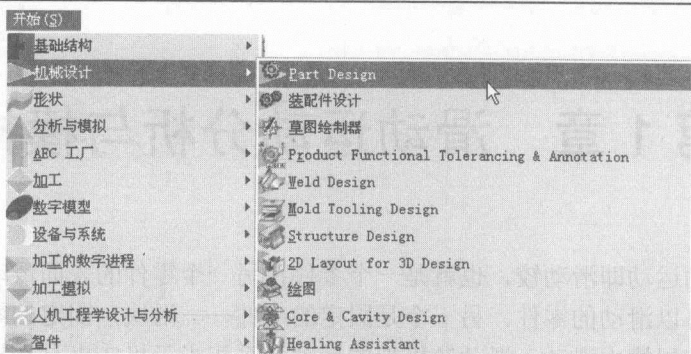 开始(S)
基础结构
机械设计
形状
分析与模拟
AEC 工厂
加工
数字模型
设备与系统
加工的数字进程
加工模拟
人机工程学设计与分析
智件
Part Design
装配件设计
草图绘制器
Product Functional Tolerancing & Annotation
Weld Design
Mold Tooling Design
Structure Design
2D Layout for 3D Design
绘图
Core & Cavity Design
Healing Assistant